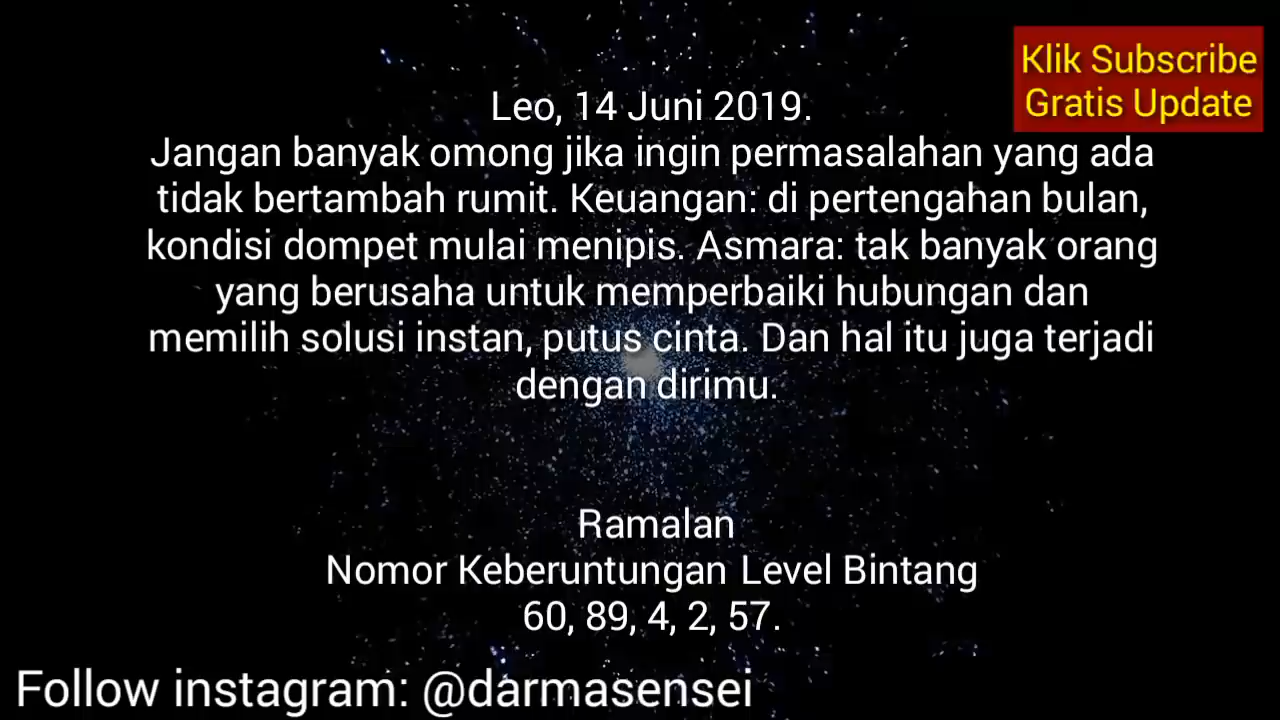 Klik Subscribe
Gratis Update
Leo, 14 Juni 2019.
Jangan banyak omong jika ingin permasalahan yang ada
tidak bertambah rumit. Keuangan: di pertengahan bulan,
kondisi dompet mulai menipis. Asmara: tak banyak orang
yang berusaha untuk memperbaiki hubungan dan
memilih solusi instan, putus cinta. Dan hal itu juga terjadi
dengan dirimu.
Ramalan
Nomor Keberuntungan Level Bintang
60, 89, 4, 2, 57.
Follow instagram: @darmasensei